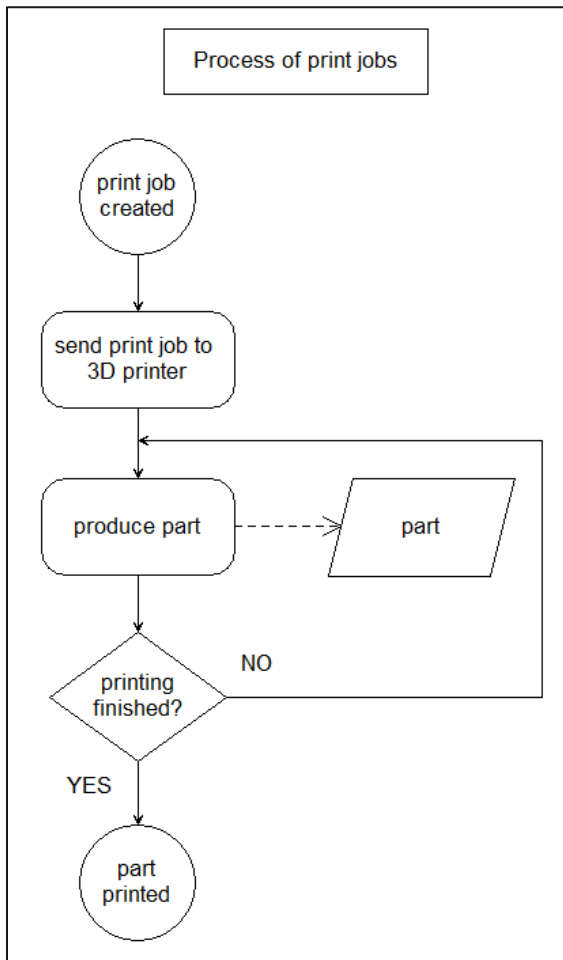 Process of print jobs
print job
created
send print job to
3D printer
produce part
part
printing
finished?
NO
YES
part
printed